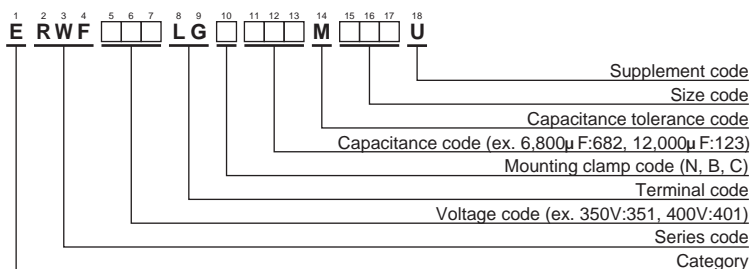 1 2 3 4 5 6 7 8 9 10 11 12 13 14 15 16 17 18
E R W F □ □ □ L G □ □ □ □ M □ □ □ U
Supplement code
Size code
Capacitance tolerance code
Capacitance code (ex. 6,800μF:682, 12,000μF:123)
Mounting clamp code (N, B, C)
Terminal code
Voltage code (ex. 350V:351, 400V:401)
Series code
Category